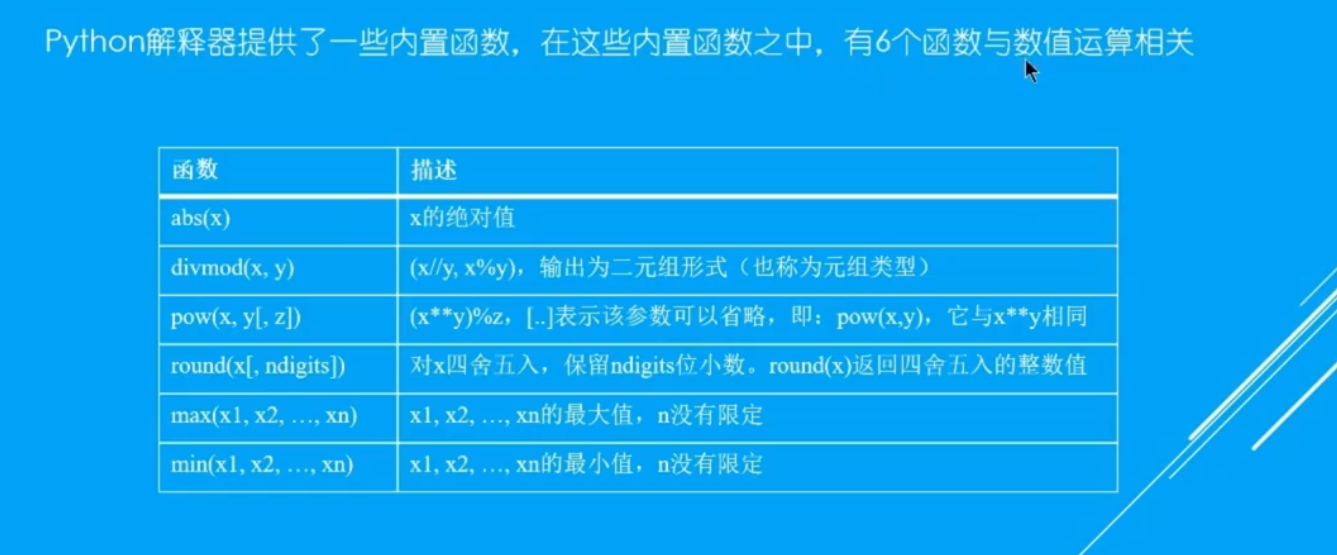 Python解释器提供了一些内置函数，在这些内置函数之中，有6个函数与数值运算相关
函数 描述
abs(x) x的绝对值
divmod(x, y) (x//y, x%y)，输出为二元组形式（也称为元组类型）
pow(x, y[, z]) (x**y)%z，[..]表示该参数可以省略，即：pow(x,y)，它与x**y相同
round(x[, ndigits]) 对x四舍五入，保留ndigits位小数。round(x)返回四舍五入的整数值
max(x1, x2, …, xn) x1, x2, …, xn的最大值，n没有限定
min(x1, x2, …, xn) x1, x2, …, xn的最小值，n没有限定